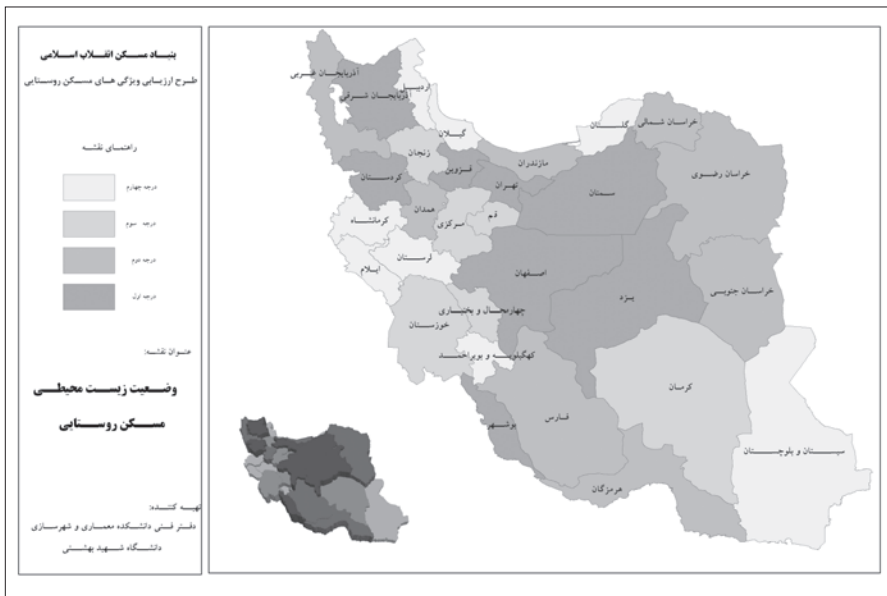 بنیاد مسکن انقلاب اسلامی
طرح ارزیابی ویژگی های مسکن روستایی
راهنمای نقشه
درجه چهارم
درجه سوم
درجه دوم
درجه اول
عنوان نقشه:
وضعیت زیست محیطی
مسکن روستایی
تهیه کننده:
دفتر فنی دانشکده معماری و شهرسازی
دانشگاه شهید بهشتی
آذربایجان غربی
آذربایجان شرقی
اردبیل
گیلان
زنجان
کردستان
قزوین
مازندران
گلستان
خراسان شمالی
خراسان رضوی
تهران
سمنان
همدان
کرمانشاه
مرکزی
قم
لرستان
ایلام
اصفهان
یزد
خراسان جنوبی
چهارمحال و بختیاری
خوزستان
کهگیلویه و بویراحمد
کرمان
فارس
بوشهر
سیستان و بلوچستان
هرمزگان